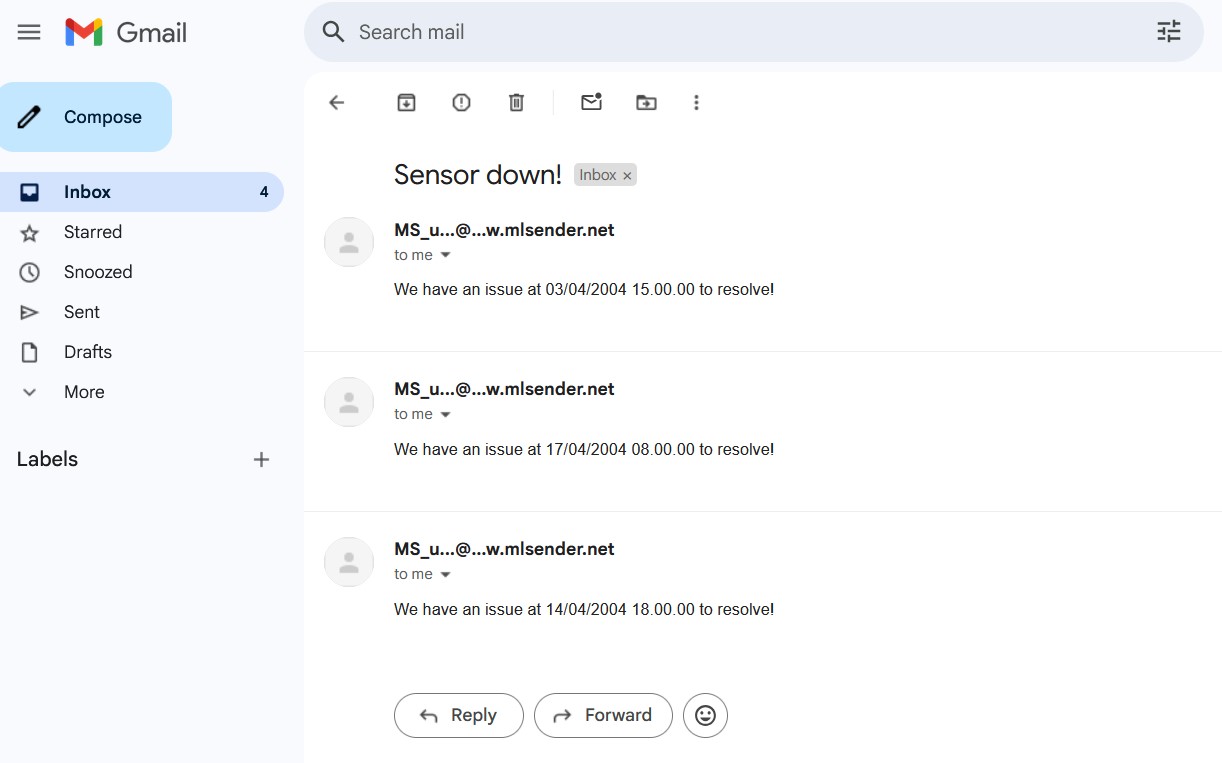 Gmail
Search mail
Compose
Inbox 4
Starred
Snoozed
Sent
Drafts
More
Labels
Sensor down! Inbox ×
MS_u...@...w.mlsender.net
to me
We have an issue at 03/04/2004 15.00.00 to resolve!
MS_u...@...w.mlsender.net
to me
We have an issue at 17/04/2004 08.00.00 to resolve!
MS_u...@...w.mlsender.net
to me
We have an issue at 14/04/2004 18.00.00 to resolve!
Reply
Forward